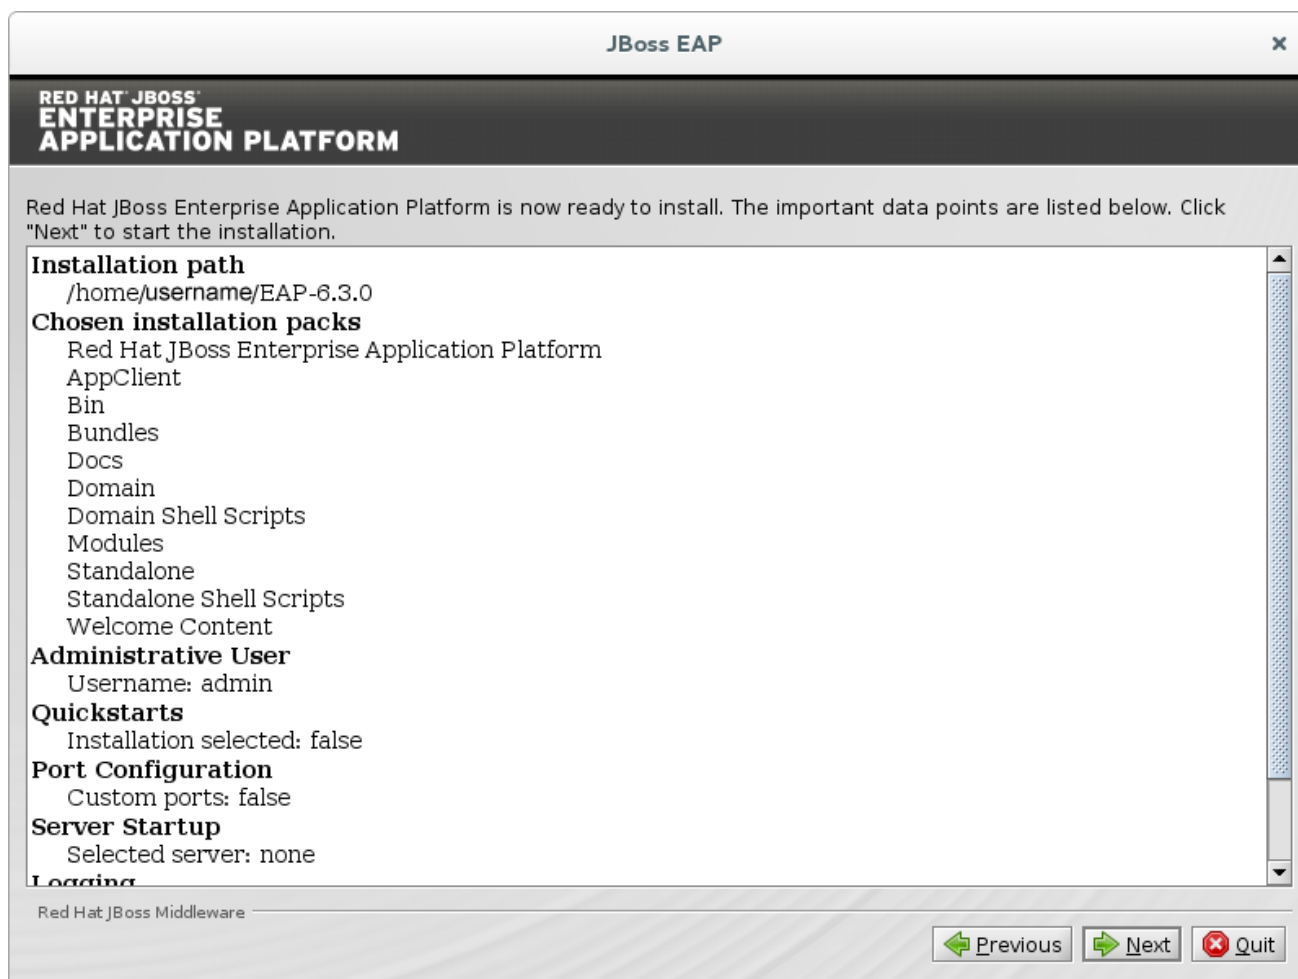 JBoss EAP
RED HAT JBOSS
ENTERPRISE
APPLICATION PLATFORM
Red Hat JBoss Enterprise Application Platform is now ready to install. The important data points are listed below. Click
"Next" to start the installation.
Installation path
/home/username/EAP-6.3.0
Chosen installation packs
Red Hat JBoss Enterprise Application Platform
AppClient
Bin
Bundles
Docs
Domain
Domain Shell Scripts
Modules
Standalone
Standalone Shell Scripts
Welcome Content
Administrative User
Username: admin
Quickstarts
Installation selected: false
Port Configuration
Custom ports: false
Server Startup
Selected server: none
Logging
Red Hat JBoss Middleware
Previous Next Quit